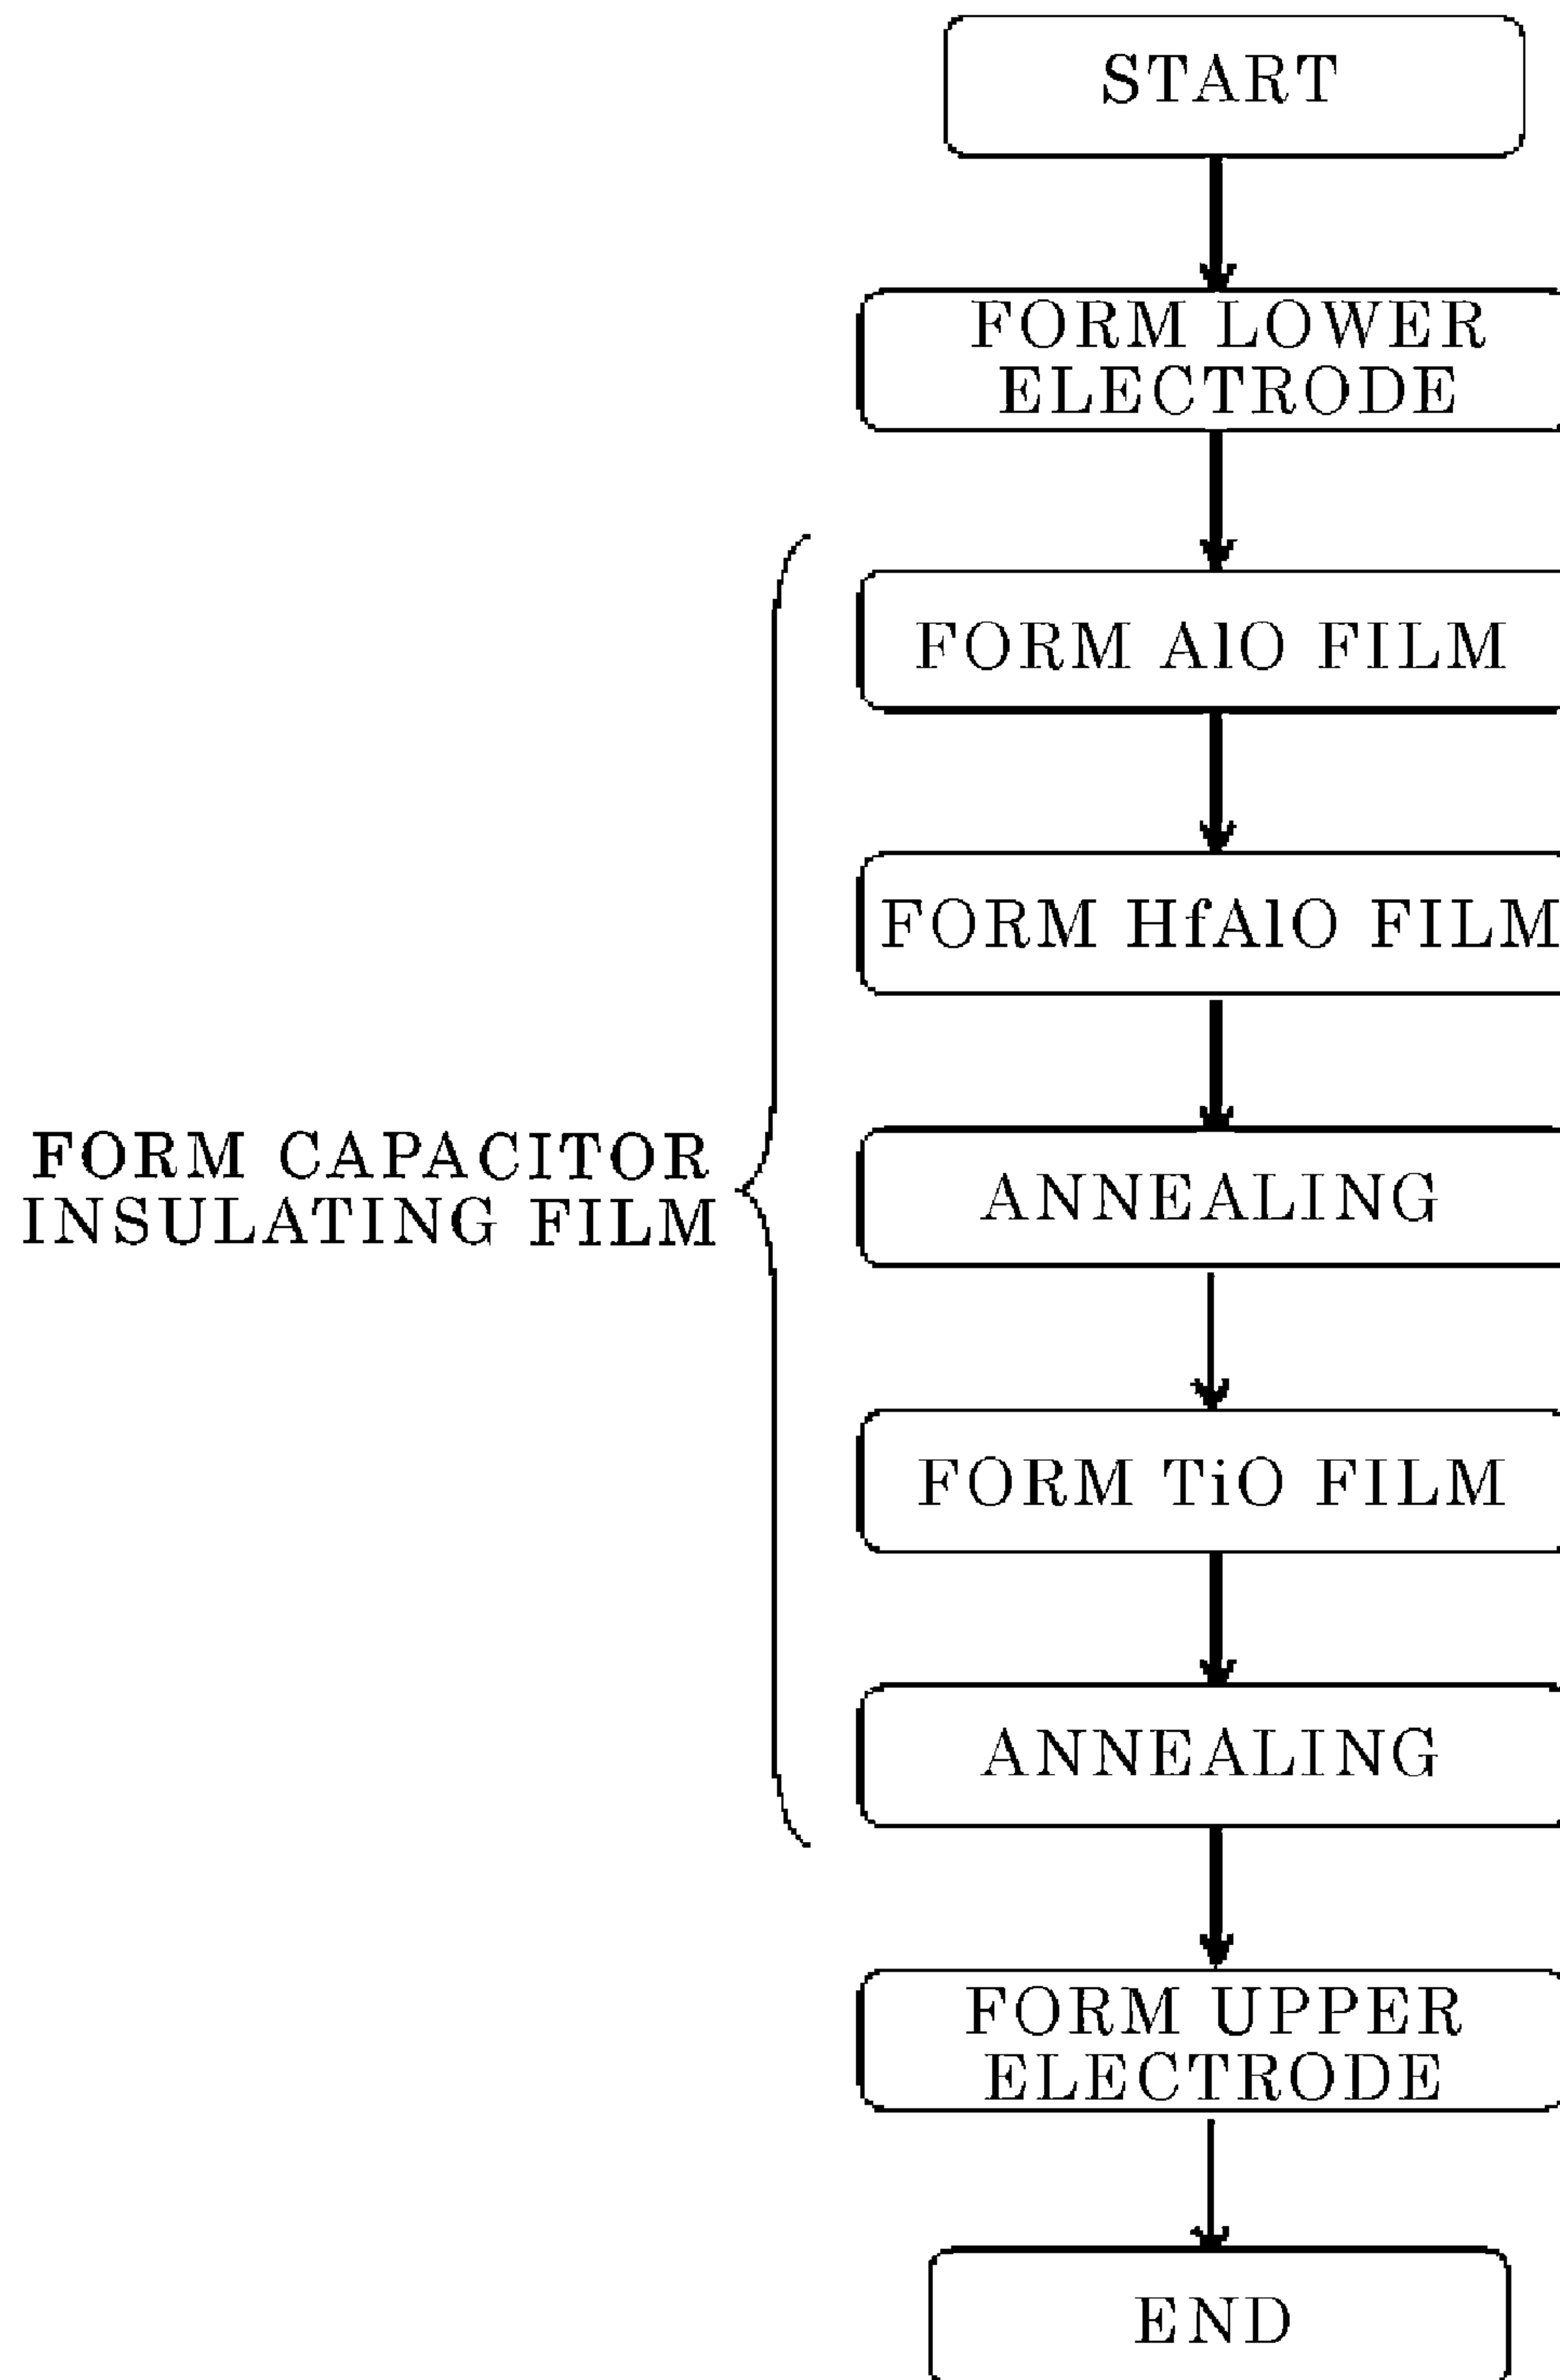 START
FORM LOWER
ELECTRODE
FORM AlO FILM
FORM HfAlO FILM
FORM CAPACITOR
INSULATING FILM
ANNEALING
FORM TiO FILM
ANNEALING
FORM UPPER
ELECTRODE
END